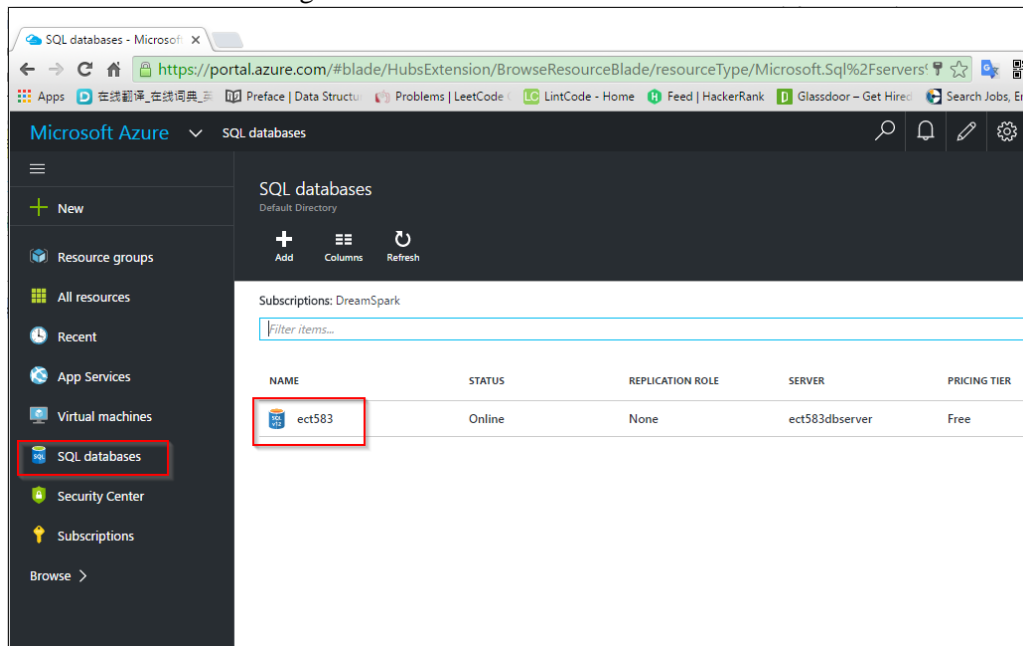 SQL databases - Microsof
https://portal.azure.com/#blade/HubsExtension/BrowseResourceBlade/resourceType/Microsoft.Sql%2Fservers
Apps 在线翻译_在线词典_ Preface | Data Structu Problems | LeetCode LintCode - Home Feed | HackerRank Glassdoor – Get Hired Search Jobs, E
Microsoft Azure SQL databases
New
Resource groups
All resources
Recent
App Services
Virtual machines
SQL databases
Security Center
Subscriptions
Browse >
SQL databases
Default Directory
Add Columns Refresh
Subscriptions: DreamSpark
Filter items...
NAME STATUS REPLICATION ROLE SERVER PRICING TIER
ect583 Online None ect583dbserver Free